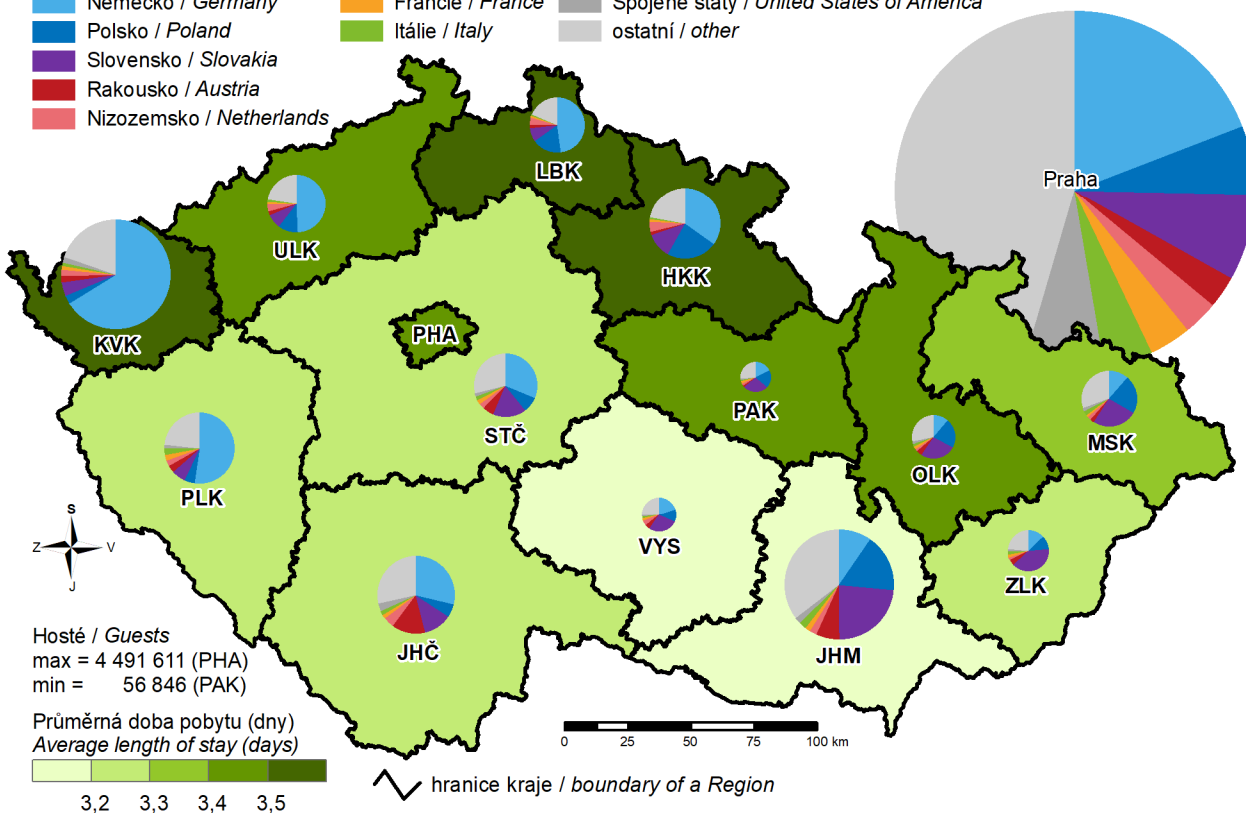 Německo / Germany
Francie / France
Spojené státy / United States of America
Polsko / Poland
Itálie / Italy
ostatní / other
Slovensko / Slovakia
Rakousko / Austria
Nizozemsko / Netherlands
Praha
LBK
ULK
HKK
KVK
PHA
PAK
STČ
MSK
OLK
PLK
S
Z
V
J
VYS
ZLK
JHČ
JHM
Hosté / Guests
max = 4 491 611 (PHA)
min = 56 846 (PAK)
Průměrná doba pobytu (dny)
Average length of stay (days)
3,2 3,3 3,4 3,5
0 25 50 75 100 km
hranice kraje / boundary of a Region